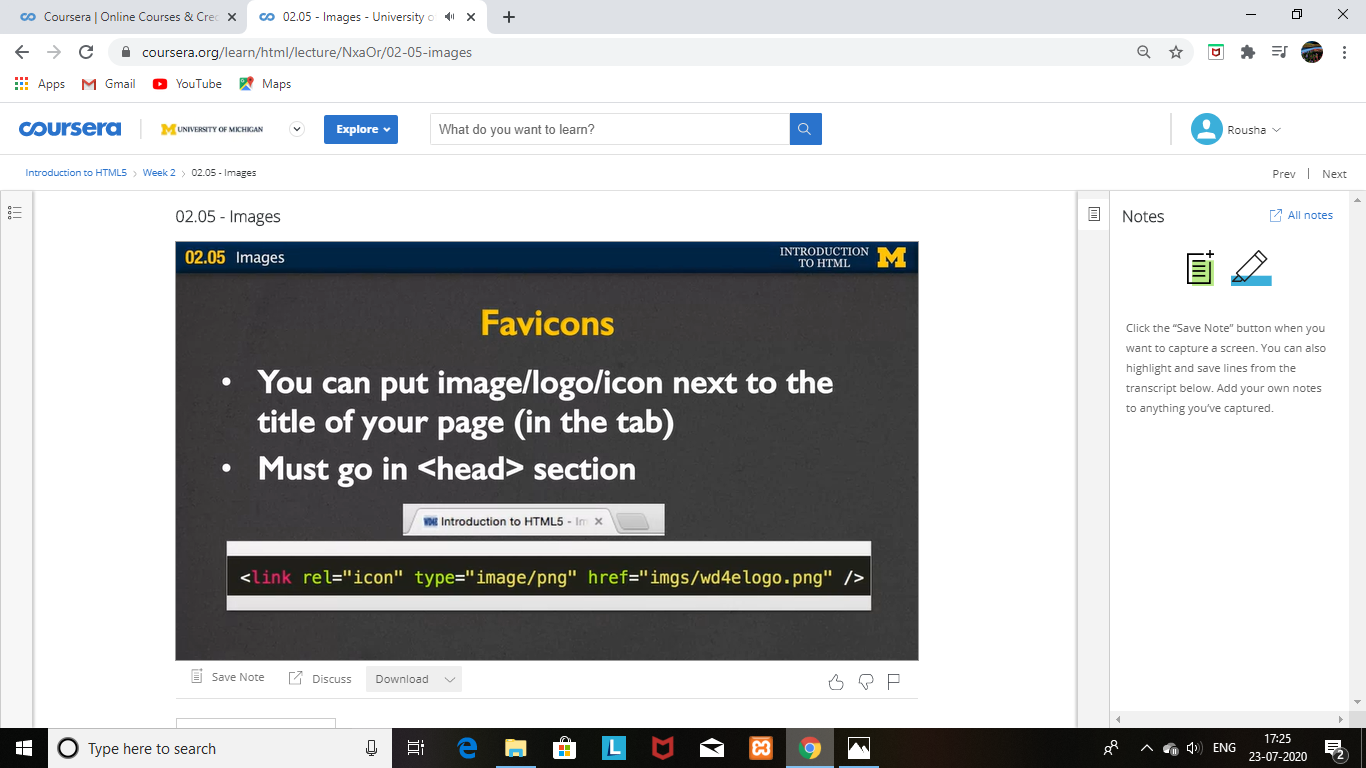 Coursera | Online Courses & Cre
02.05 - Images - University o
coursera.org/learn/html/lecture/NxaOr/02-05-images
Apps Gmail YouTube Maps
coursera
M UNIVERSITY OF MICHIGAN
Explore
What do you want to learn?
Rousha
Introduction to HTML5 > Week 2 > 02.05 - Images
Prev | Next
02.05 - Images
02.05 Images
INTRODUCTION
TO HTML
M
Favicons
• You can put image/logo/icon next to the
title of your page (in the tab)
• Must go in <head> section
Introduction to HTML5 - Im
<link rel="icon" type="image/png" href="imgs/wd4elogo.png" />
Save Note
Discuss
Download
Notes
All notes
Click the “Save Note” button when you
want to capture a screen. You can also
highlight and save lines from the
transcript below. Add your own notes
to anything you’ve captured.
Type here to search
L
ENG
17:25
23-07-2020
2